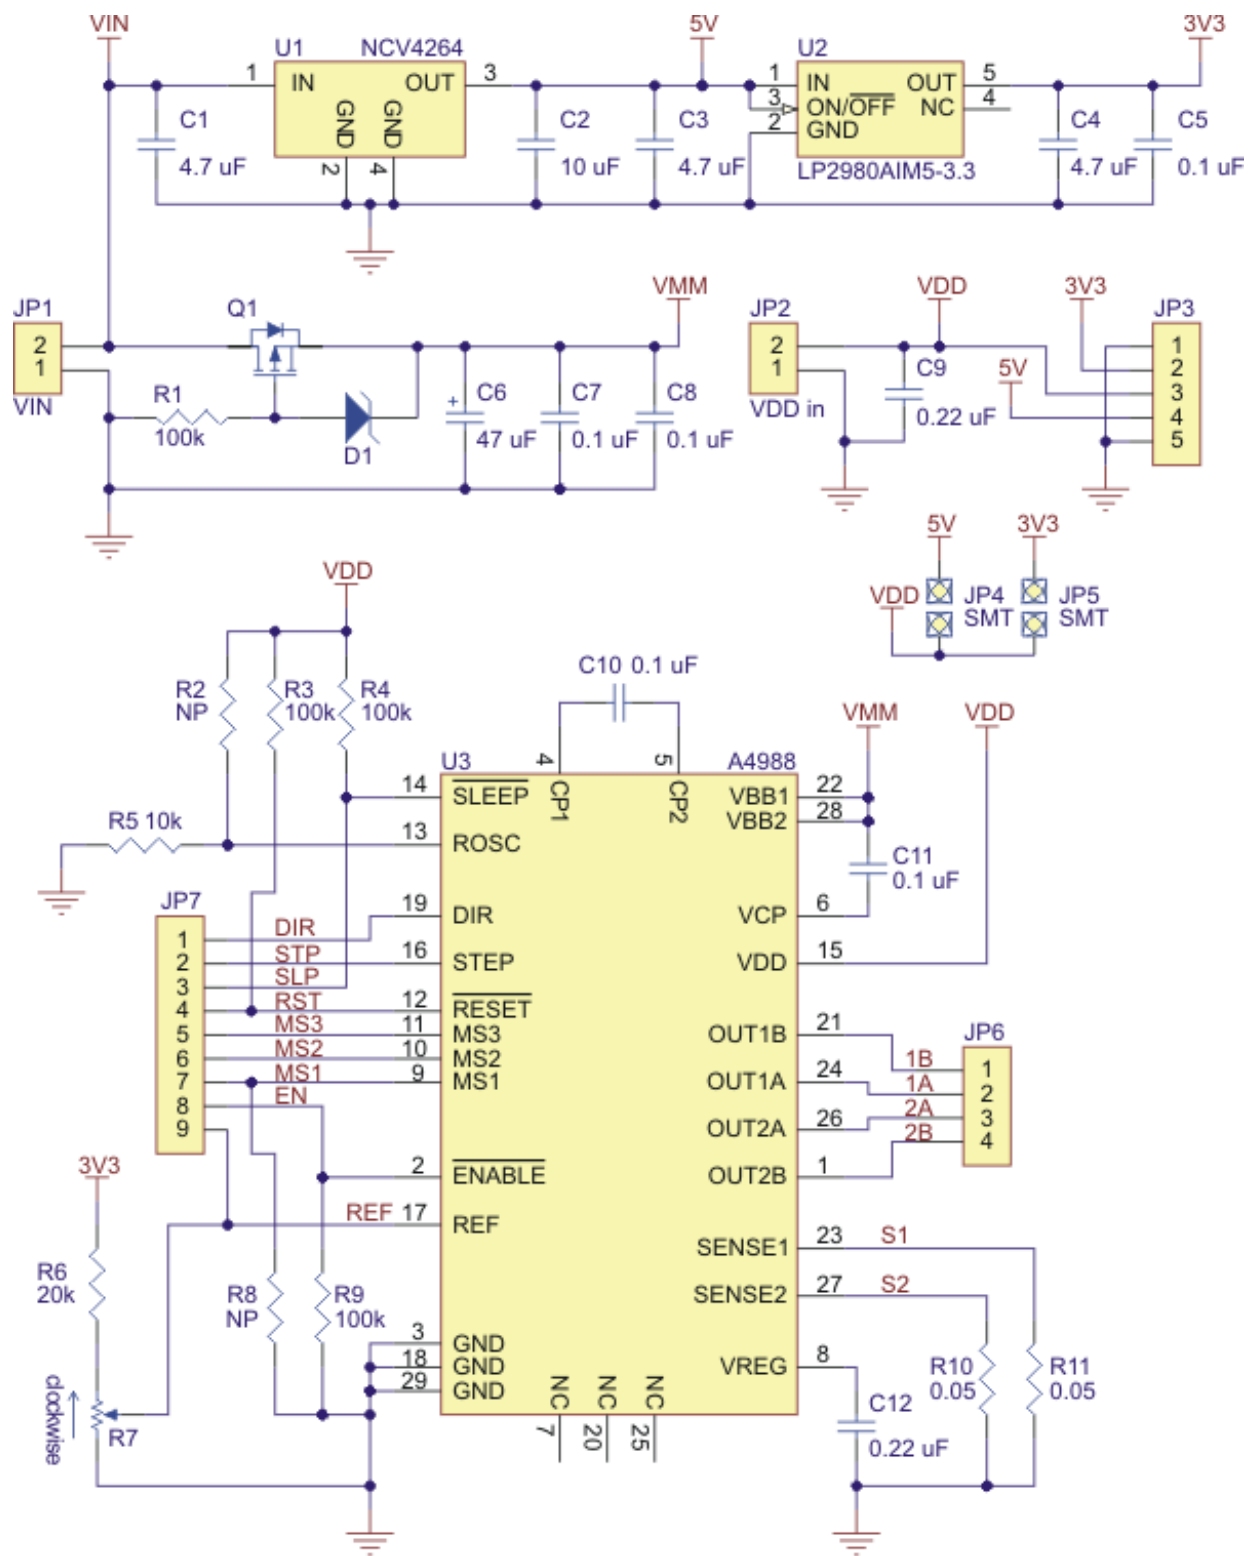 VIN
5V
3V3
U1 NCV4264
U2
1 IN OUT 3
1 IN OUT 5
3 ON/OFF NC 4
2 GND
GND GND
2 4
LP2980AIM5-3.3
C1
4.7 uF
C2
10 uF
C3
4.7 uF
C4
4.7 uF
C5
0.1 uF
JP1
2
1
VIN
Q1
R1
100k
D1
VMM
+ C6
47 uF
C7
0.1 uF
C8
0.1 uF
JP2
2
1
VDD in
VDD
C9
0.22 uF
3V3
5V
JP3
1
2
3
4
5
5V
3V3
VDD
JP4
SMT
JP5
SMT
VDD
R2
NP
R3
100k
R4
100k
R5 10k
C10 0.1 uF
VMM
VDD
U3 A4988
4 5
CP1 CP2
14 SLEEP
13 ROSC
19 DIR
16 STEP
12 RESET
11 MS3
10 MS2
9 MS1
2 ENABLE
REF 17 REF
3 GND
18 GND
29 GND
NC NC NC
7 20 25
VBB1 22
VBB2 28
C11
0.1 uF
VCP 6
VDD 15
OUT1B 21
OUT1A 24
OUT2A 26
OUT2B 1
SENSE1 23 S1
SENSE2 27 S2
VREG 8
JP7
1 DIR
2 STP
3 SLP
4 RST
5 MS3
6 MS2
7 MS1
8 EN
9
JP6
1B 1
1A 2
2A 3
2B 4
3V3
R6
20k
clockwise
R7
R8
NP
R9
100k
C12
0.22 uF
R10
0.05
R11
0.05